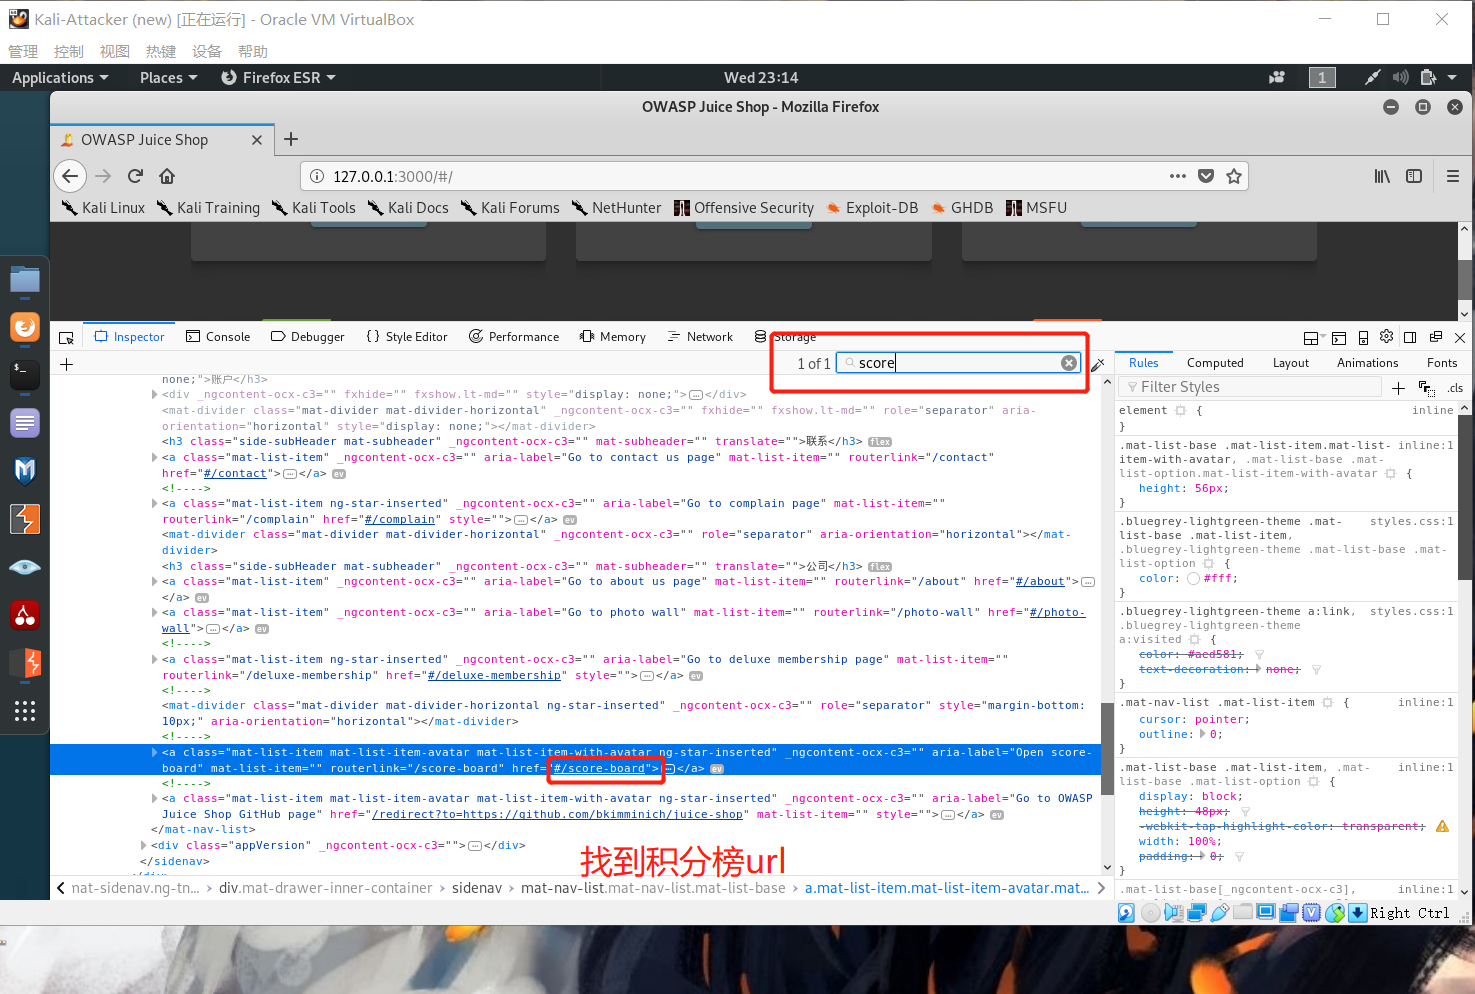 Kali-Attacker (new) [正在运行] - Oracle VM VirtualBox
管理 控制 视图 热键 设备 帮助
Applications Places Firefox ESR Wed 23:14 1
OWASP Juice Shop - Mozilla Firefox
OWASP Juice Shop
127.0.0.1:3000/#/
Kali Linux Kali Training Kali Tools Kali Docs Kali Forums NetHunter Offensive Security Exploit-DB GHDB MSFU
Inspector Console Debugger {} Style Editor Performance Memory Network Storage
1 of 1 score
none;">账户</h3>
<div _ngcontent-ocx-c3="" fxhide="" fxshow.lt-md="" style="display: none;">…</div>
<mat-divider class="mat-divider mat-divider-horizontal" _ngcontent-ocx-c3="" fxhide="" fxshow.lt-md="" role="separator" aria-
orientation="horizontal" style="display: none;"></mat-divider>
<h3 class="side-subHeader mat-subheader" _ngcontent-ocx-c3="" mat-subheader="" translate="">联系</h3> flex
<a class="mat-list-item" _ngcontent-ocx-c3="" aria-label="Go to contact us page" mat-list-item="" routerlink="/contact"
href="#/contact">…</a> ev
<!---->
<a class="mat-list-item ng-star-inserted" _ngcontent-ocx-c3="" aria-label="Go to complain page" mat-list-item=""
routerlink="/complain" href="#/complain" style="">…</a> ev
<mat-divider class="mat-divider mat-divider-horizontal" _ngcontent-ocx-c3="" role="separator" aria-orientation="horizontal"></mat-
divider>
<h3 class="side-subHeader mat-subheader" _ngcontent-ocx-c3="" mat-subheader="" translate="">公司</h3> flex
<a class="mat-list-item" _ngcontent-ocx-c3="" aria-label="Go to about us page" mat-list-item="" routerlink="/about" href="#/about">…
</a> ev
<a class="mat-list-item" _ngcontent-ocx-c3="" aria-label="Go to photo wall" mat-list-item="" routerlink="/photo-wall" href="#/photo-
wall">…</a> ev
<!---->
<a class="mat-list-item ng-star-inserted" _ngcontent-ocx-c3="" aria-label="Go to deluxe membership page" mat-list-item=""
routerlink="/deluxe-membership" href="#/deluxe-membership" style="">…</a> ev
<!---->
<mat-divider class="mat-divider mat-divider-horizontal ng-star-inserted" _ngcontent-ocx-c3="" role="separator" style="margin-bottom:
10px;" aria-orientation="horizontal"></mat-divider>
<!---->
<a class="mat-list-item mat-list-item-avatar mat-list-item-with-avatar ng-star-inserted" _ngcontent-ocx-c3="" aria-label="Open score-
board" mat-list-item="" routerlink="/score-board" href="#/score-board">…</a> ev
<!---->
<a class="mat-list-item mat-list-item-avatar mat-list-item-with-avatar ng-star-inserted" _ngcontent-ocx-c3="" aria-label="Go to OWASP
Juice Shop GitHub page" href="/redirect?to=https://github.com/bkimminich/juice-shop" mat-list-item="" style="">…</a> ev
</mat-nav-list>
<div class="appVersion" _ngcontent-ocx-c3="">…</div>
</sidenav>
找到积分榜url
nat-sidenav.ng-tn... div.mat-drawer-inner-container sidenav mat-nav-list.mat-nav-list.mat-list-base a.mat-list-item.mat-list-item-avatar.mat...
Rules Computed Layout Animations Fonts
Filter Styles .cls
element { inline
}
.mat-list-base .mat-list-item.mat-list- inline:1
item-with-avatar, .mat-list-base .mat-
list-option.mat-list-item-with-avatar {
height: 56px;
}
.bluegrey-lightgreen-theme .mat- styles.css:1
list-base .mat-list-item,
.bluegrey-lightgreen-theme .mat-list-base .mat-
list-option {
color: #fff;
}
.bluegrey-lightgreen-theme a:link, styles.css:1
.bluegrey-lightgreen-theme
a:visited {
color: #aed581;
text-decoration: none;
}
.mat-nav-list .mat-list-item { inline:1
cursor: pointer;
outline: 0;
}
.mat-list-base .mat-list-item, .mat- inline:1
list-base .mat-list-option {
display: block;
height: 48px;
-webkit-tap-highlight-color: transparent;
width: 100%;
padding: 0;
}
.mat-list-base[_ngcontent-ocx-c3], inline:1
Right Ctrl